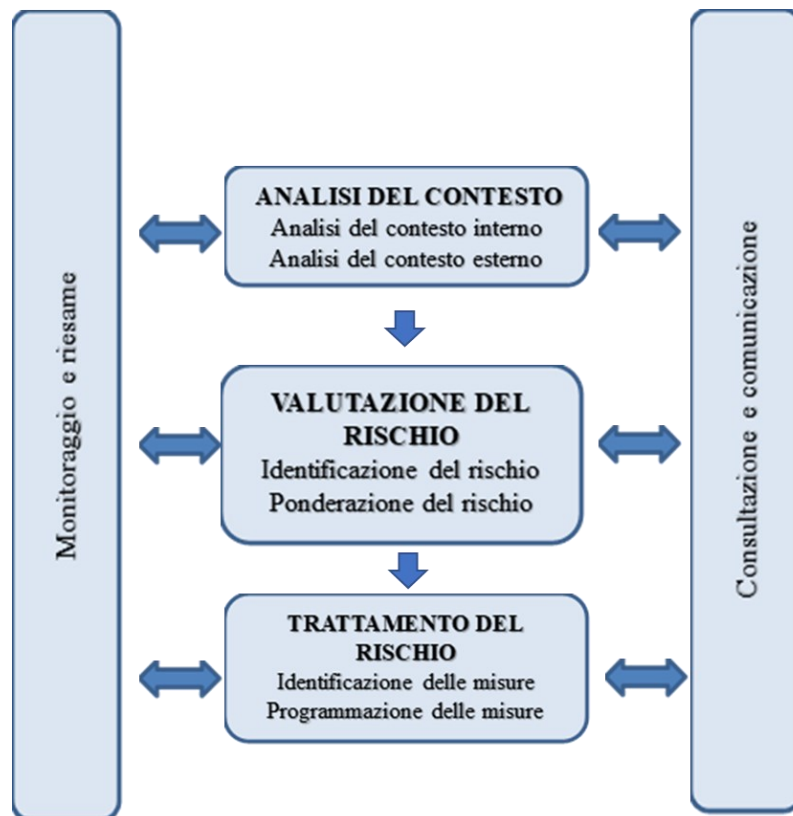 Monitoraggio e riesame
ANALISI DEL CONTESTO
Analisi del contesto interno
Analisi del contesto esterno
VALUTAZIONE DEL
RISCHIO
Identificazione del rischio
Ponderazione del rischio
TRATTAMENTO DEL
RISCHIO
Identificazione delle misure
Programmazione delle misure
Consultazione e comunicazione